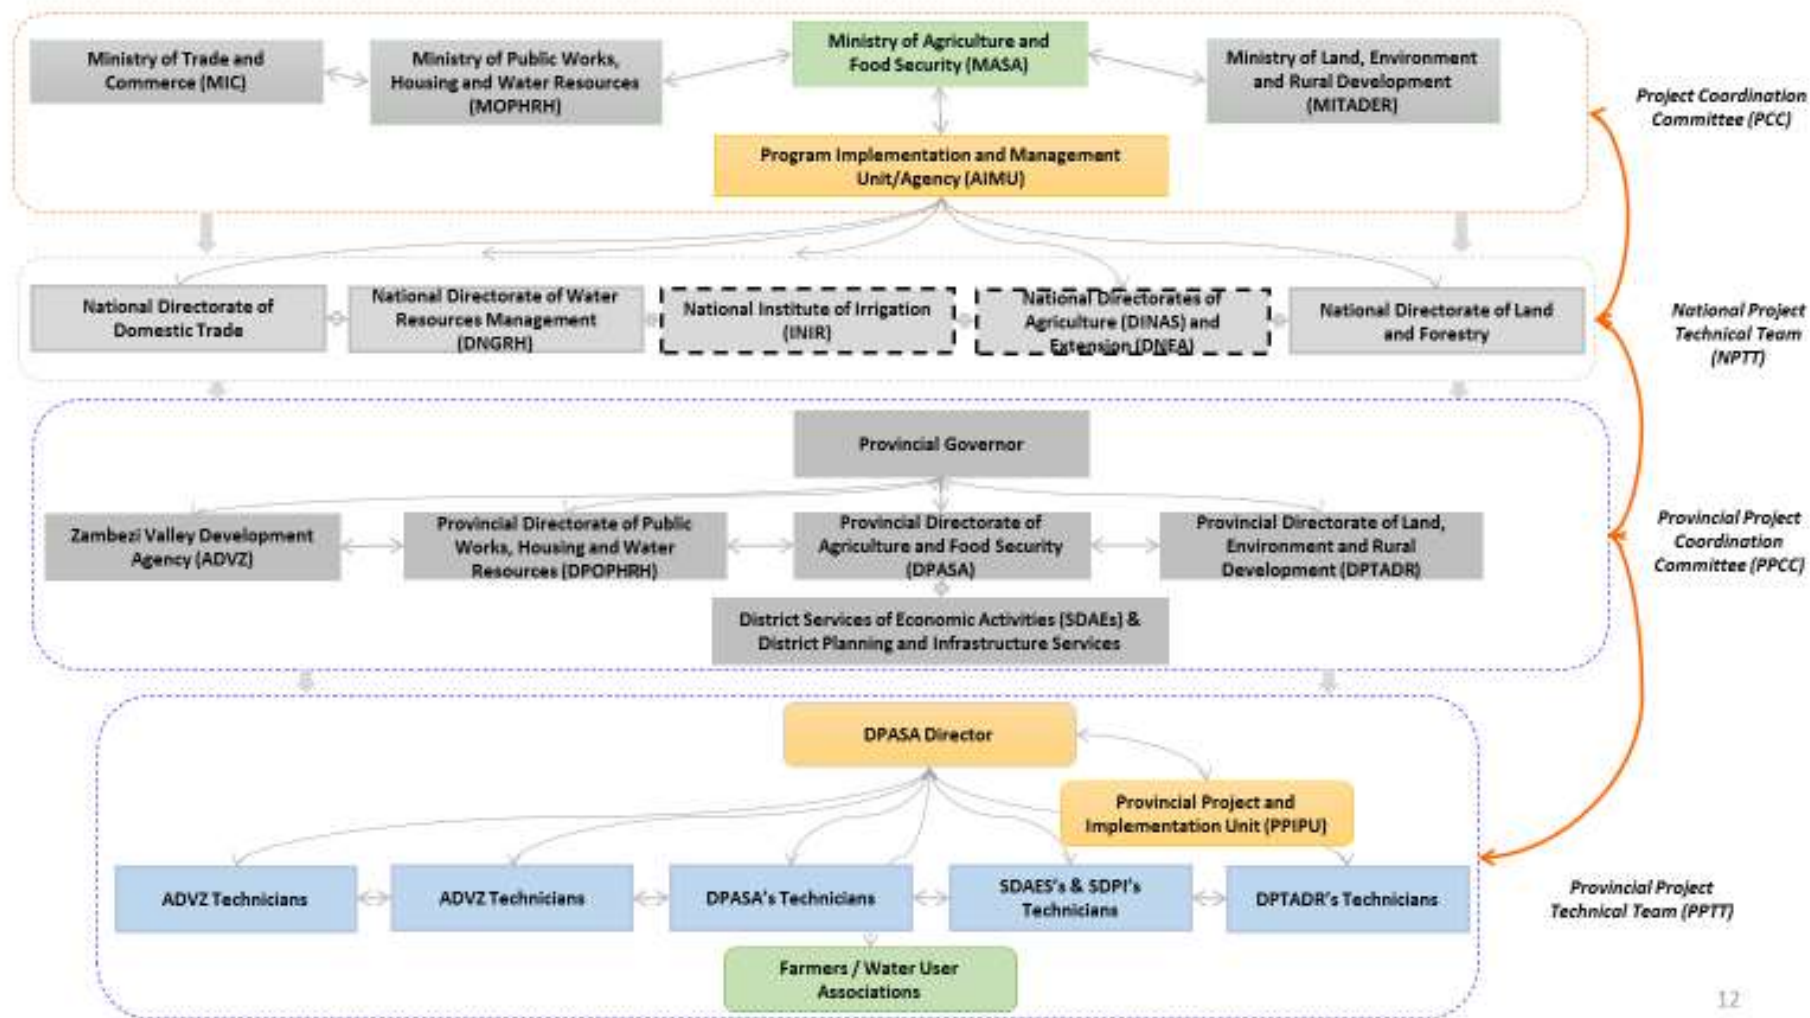 Ministry of Trade and
Commerce (MIC)
Ministry of Public Works,
Housing and Water Resources
(MOPHRH)
Ministry of Agriculture and
Food Security (MASA)
Ministry of Land, Environment
and Rural Development
(MITADER)
Project Coordination
Committee (PCC)
Program Implementation and Management
Unit/Agency (AIMU)
National Directorate of
Domestic Trade
National Directorate of Water
Resources Management
(DNGRH)
National Institute of Irrigation
(INIR)
National Directorates of
Agriculture (DINAS) and
Extension (DNEA)
National Directorate of Land
and Forestry
National Project
Technical Team
(NPTT)
Provincial Governor
Zambezi Valley Development
Agency (ADVZ)
Provincial Directorate of Public
Works, Housing and Water
Resources (DPOPHRH)
Provincial Directorate of
Agriculture and Food Security
(DPASA)
Provincial Directorate of Land,
Environment and Rural
Development (DPTADR)
Provincial Project
Coordination
Committee (PPCC)
District Services of Economic Activities (SDAEs) &
District Planning and Infrastructure Services
DPASA Director
Provincial Project and
Implementation Unit (PPIPU)
ADVZ Technicians
ADVZ Technicians
DPASA's Technicians
SDAES's & SDPI's
Technicians
DPTADR's Technicians
Provincial Project
Technical Team (PPTT)
Farmers / Water User
Associations
12